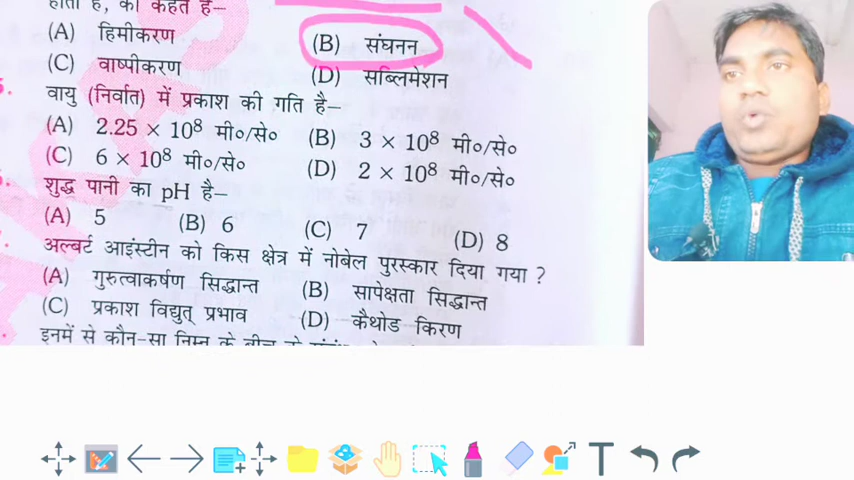 होता है, को कहते हैं–
(A) हिमीकरण (B) संघनन
(C) वाष्पीकरण (D) सब्लिमेशन
वायु (निर्वात) में प्रकाश की गति है–
(A) 2.25 × 10⁸ मी०/से० (B) 3 × 10⁸ मी०/से०
(C) 6 × 10⁸ मी०/से० (D) 2 × 10⁸ मी०/से०
शुद्ध पानी का pH है–
(A) 5 (B) 6 (C) 7 (D) 8
अल्बर्ट आइंस्टीन को किस क्षेत्र में नोबेल पुरस्कार दिया गया ?
(A) गुरुत्वाकर्षण सिद्धान्त (B) सापेक्षता सिद्धान्त
(C) प्रकाश विद्युत् प्रभाव (D) कैथोड किरण
इनमें से कौन-सा निम्न के बीच
T